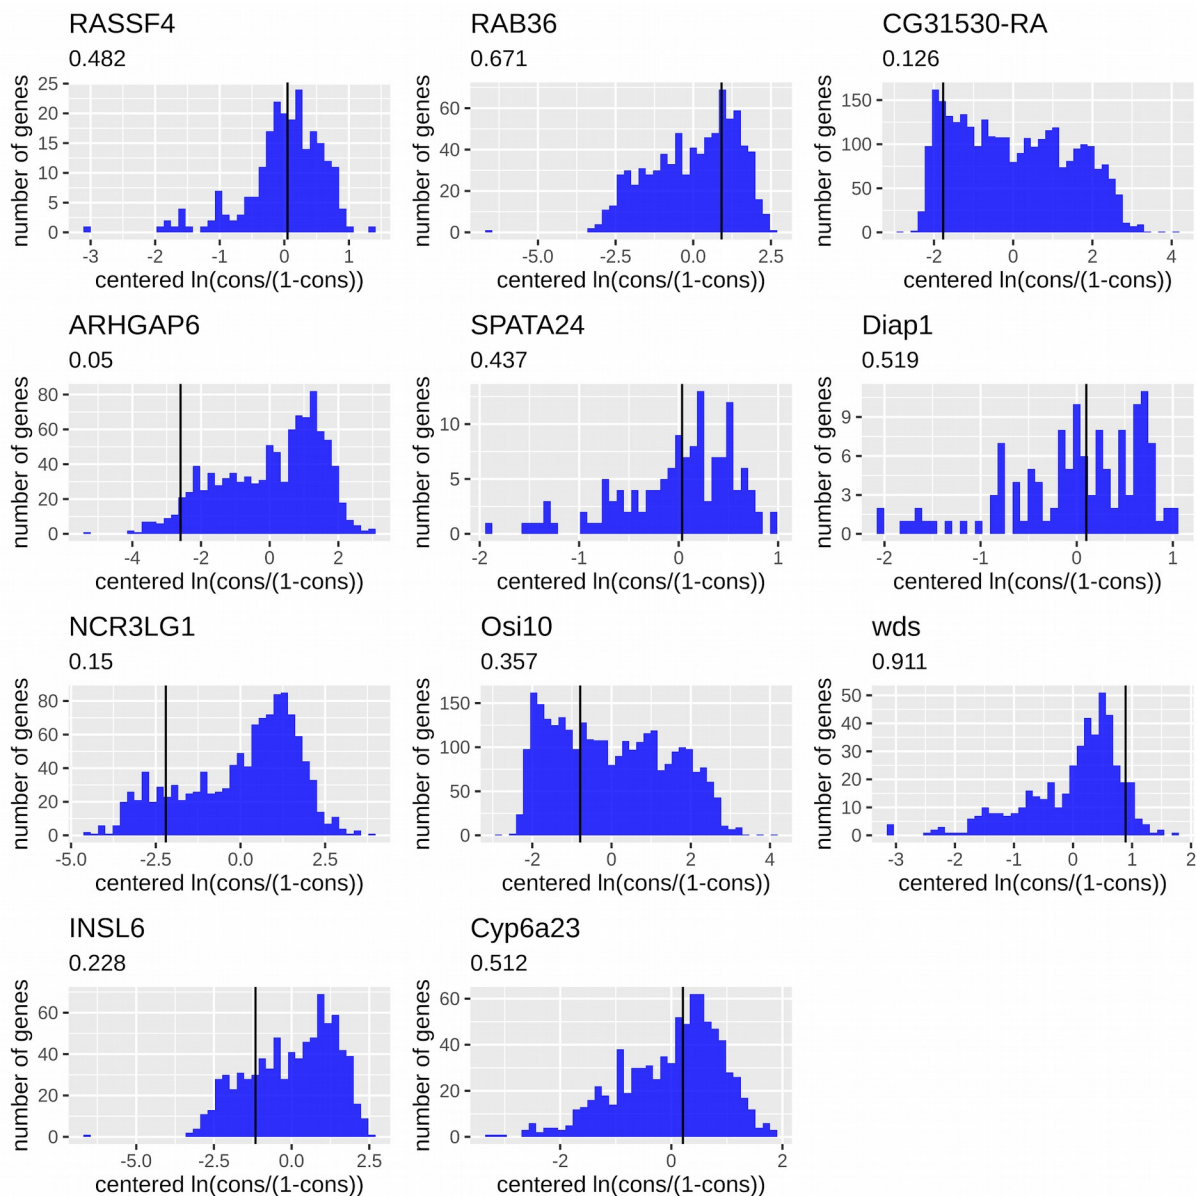 RASSF4
0.482
number of genes
25
20
15
10
5
0
-3 -2 -1 0 1
centered ln(cons/(1-cons))
RAB36
0.671
number of genes
60
40
20
0
-5.0 -2.5 0.0 2.5
centered ln(cons/(1-cons))
CG31530-RA
0.126
number of genes
150
100
50
0
-2 0 2 4
centered ln(cons/(1-cons))
ARHGAP6
0.05
number of genes
80
60
40
20
0
-4 -2 0 2
centered ln(cons/(1-cons))
SPATA24
0.437
number of genes
10
5
0
-2 -1 0 1
centered ln(cons/(1-cons))
Diap1
0.519
number of genes
9
6
3
0
-2 -1 0 1
centered ln(cons/(1-cons))
NCR3LG1
0.15
number of genes
80
60
40
20
0
-5.0 -2.5 0.0 2.5
centered ln(cons/(1-cons))
Osi10
0.357
number of genes
150
100
50
0
-2 0 2 4
centered ln(cons/(1-cons))
wds
0.911
number of genes
50
40
30
20
10
0
-3 -2 -1 0 1 2
centered ln(cons/(1-cons))
INSL6
0.228
number of genes
60
40
20
0
-5.0 -2.5 0.0 2.5
centered ln(cons/(1-cons))
Cyp6a23
0.512
number of genes
60
40
20
0
-2 0 2
centered ln(cons/(1-cons))